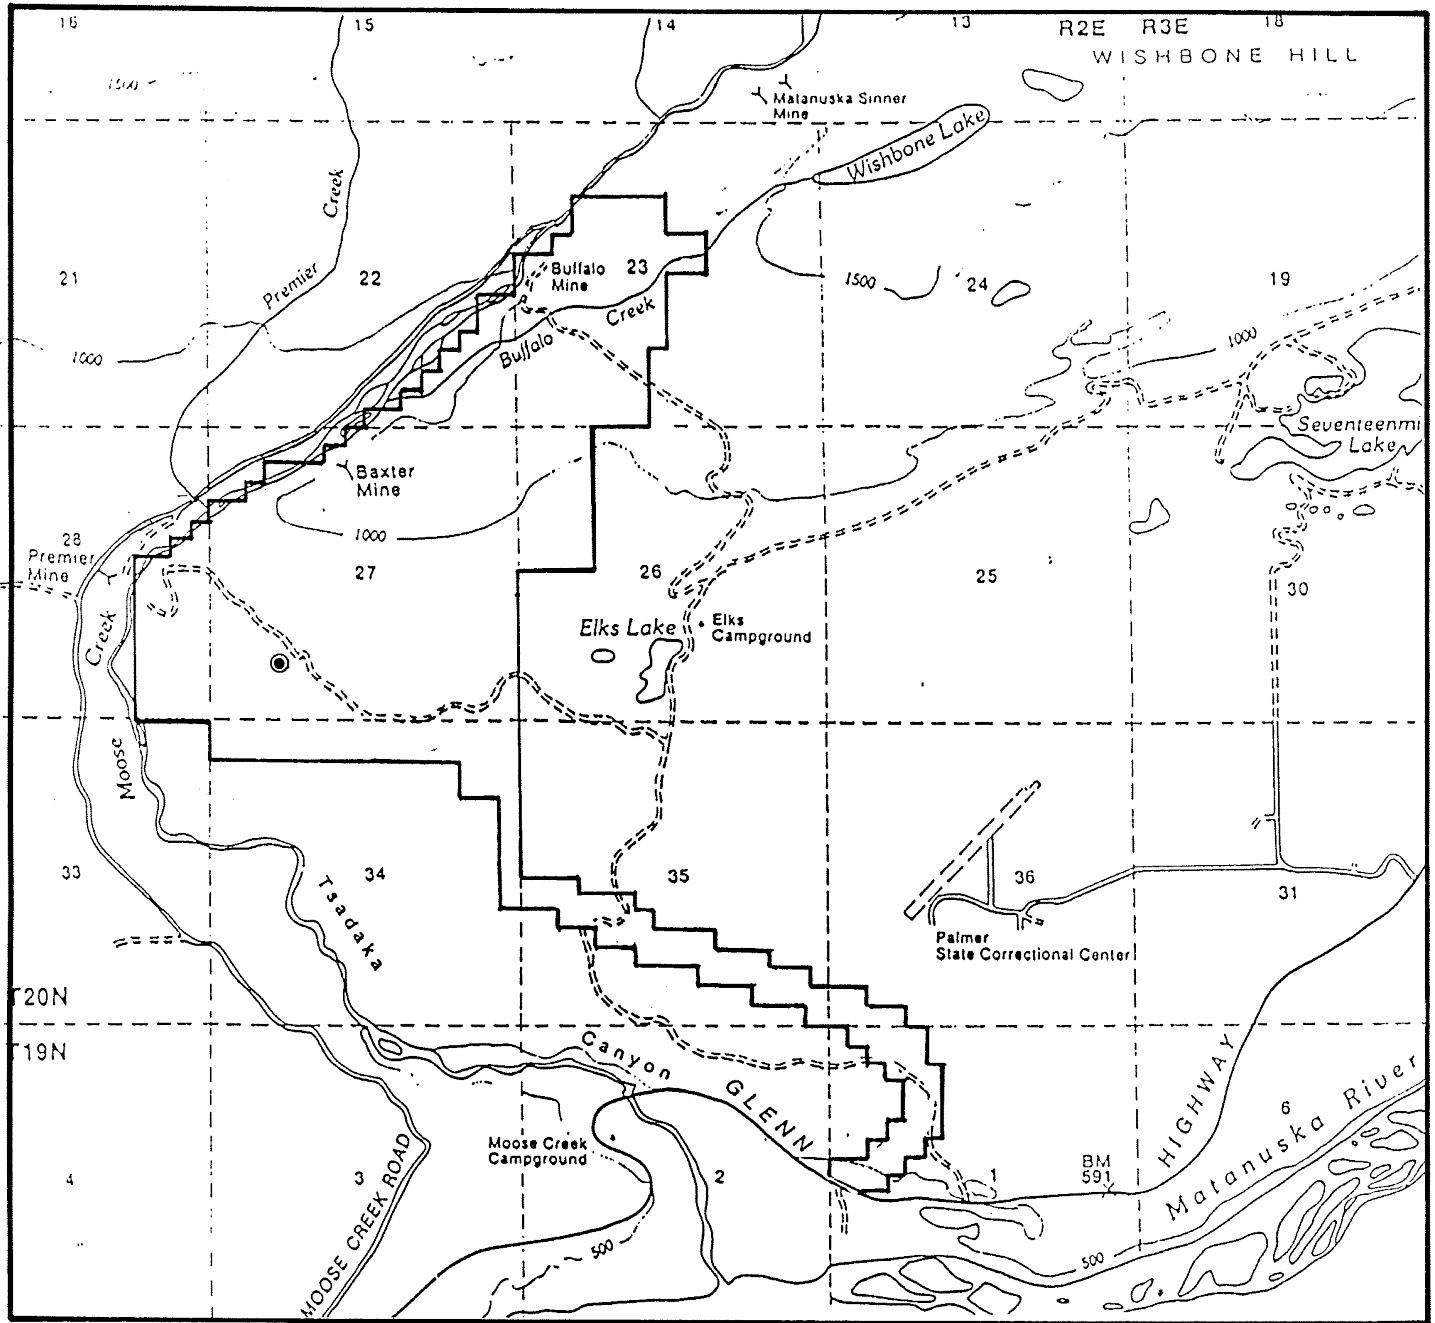 16
15
14
13
R2E R3E
18
WISHBONE HILL
1500
Matanuska Sinner
Mine
Wishbone Lake
Creek
Premier
21
22
Buffalo
Mine
23
1500
24
19
Creek
Buffalo
1000
1000
Seventeenmi
Lake
Baxter
Mine
1000
28
Premier
Mine
27
26
25
30
Creek
Elks Lake
Elks
Campground
Moose
33
34
35
36
31
Tsadaka
Palmer
State Correctional Center
T20N
T19N
Canyon
GLENN
HIGHWAY
Matanuska River
6
Moose Creek
Campground
4
3
2
1
BM
591
MOOSE CREEK ROAD
500
500